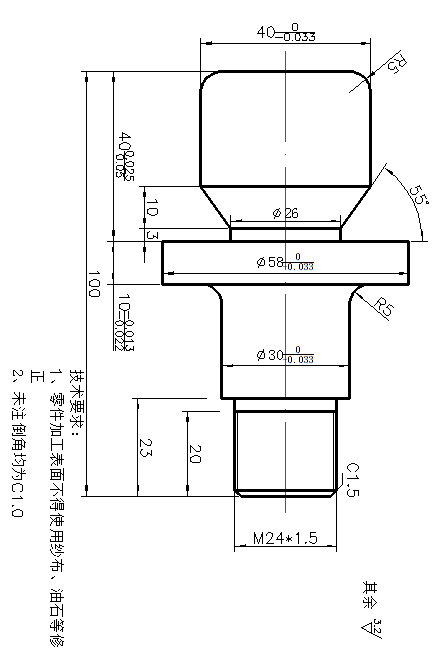 40 0 -0.033
R5
40 0.025 0.05
55°
10
φ26
3
φ58 0 +0.033
100
10 -0.013 -0.022
R5
φ30 0 +0.033
23
20
C1.5
M24*1.5
技术要求：
1、零件加工表面不得使用纱布、油石等修
正
2、未注倒角均为C1.0
其余 3.2/